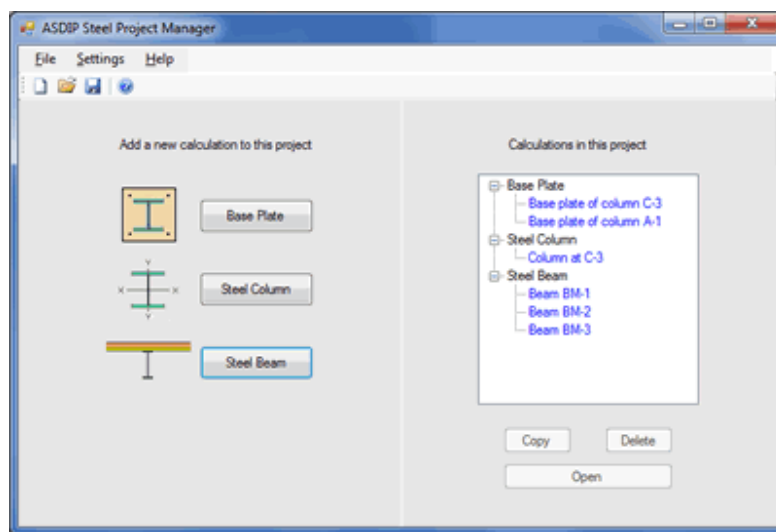 ASDIP Steel Project Manager
File Settings Help
Add a new calculation to this project
Base Plate
Y
X X
Y
Steel Column
Steel Beam
Calculations in this project
Base Plate
Base plate of column C-3
Base plate of column A-1
Steel Column
Column at C-3
Steel Beam
Beam BM-1
Beam BM-2
Beam BM-3
Copy Delete
Open